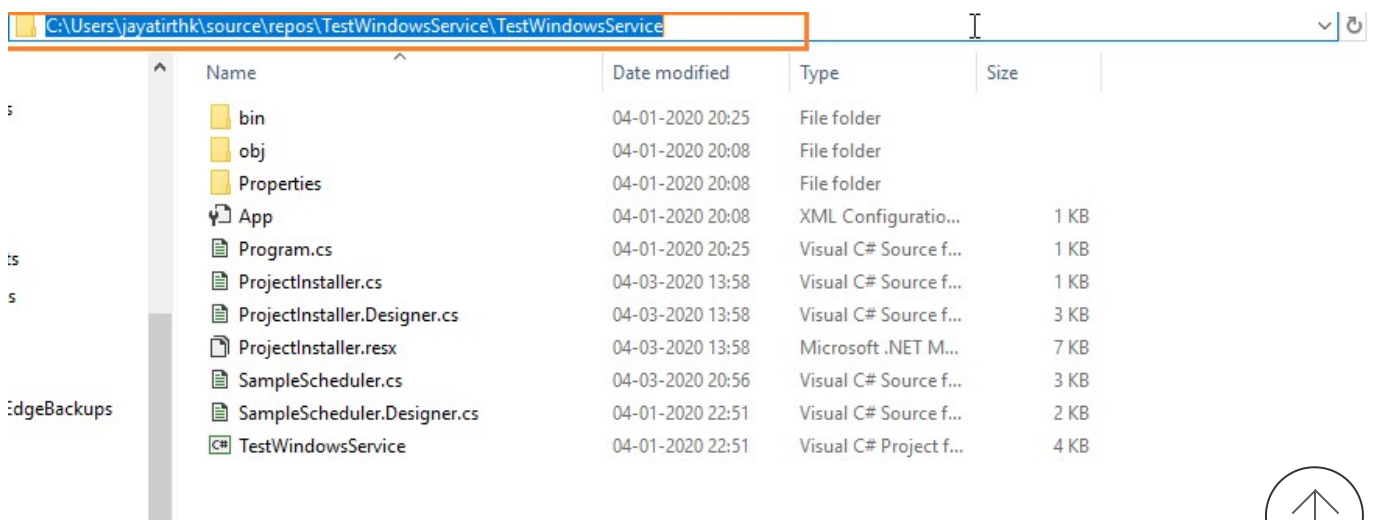 C:\Users\jayatirthk\source\repos\TestWindowsService\TestWindowsService
Name Date modified Type Size
bin 04-01-2020 20:25 File folder
obj 04-01-2020 20:08 File folder
Properties 04-01-2020 20:08 File folder
App 04-01-2020 20:08 XML Configuratio... 1 KB
Program.cs 04-01-2020 20:25 Visual C# Source f... 1 KB
ProjectInstaller.cs 04-03-2020 13:58 Visual C# Source f... 1 KB
ProjectInstaller.Designer.cs 04-03-2020 13:58 Visual C# Source f... 3 KB
ProjectInstaller.resx 04-03-2020 13:58 Microsoft .NET M... 7 KB
SampleScheduler.cs 04-03-2020 20:56 Visual C# Source f... 3 KB
EdgeBackups SampleScheduler.Designer.cs 04-01-2020 22:51 Visual C# Source f... 2 KB
C# TestWindowsService 04-01-2020 22:51 Visual C# Project f... 4 KB